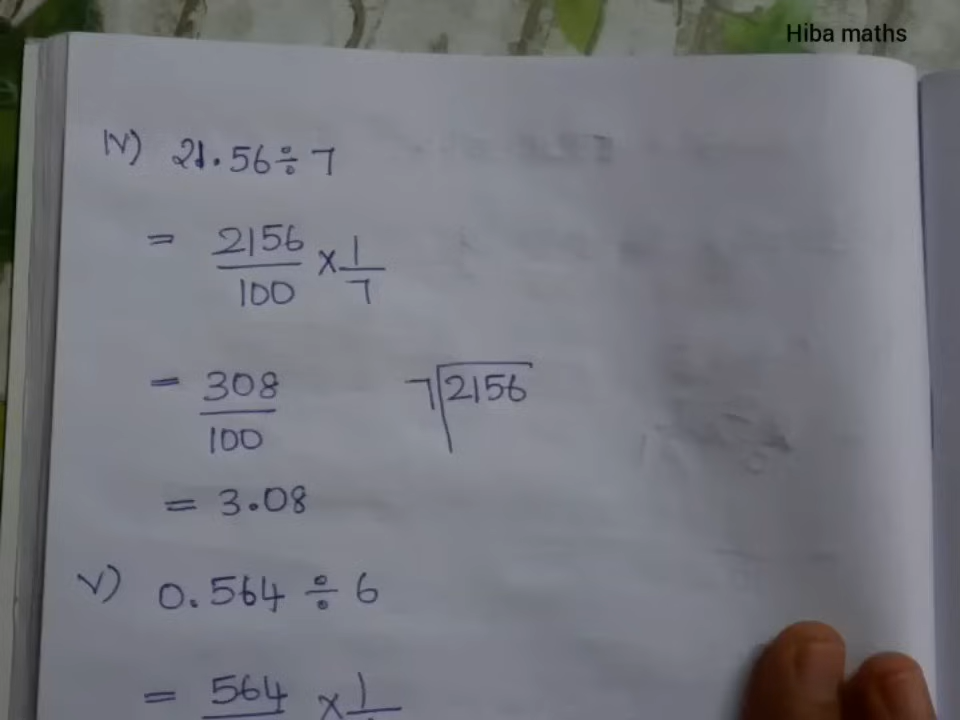 Hiba maths
IV) 21.56 ÷ 7
= 2156/100 × 1/7
= 308/100
7 2156
= 3.08
V) 0.564 ÷ 6
= 564 × 1